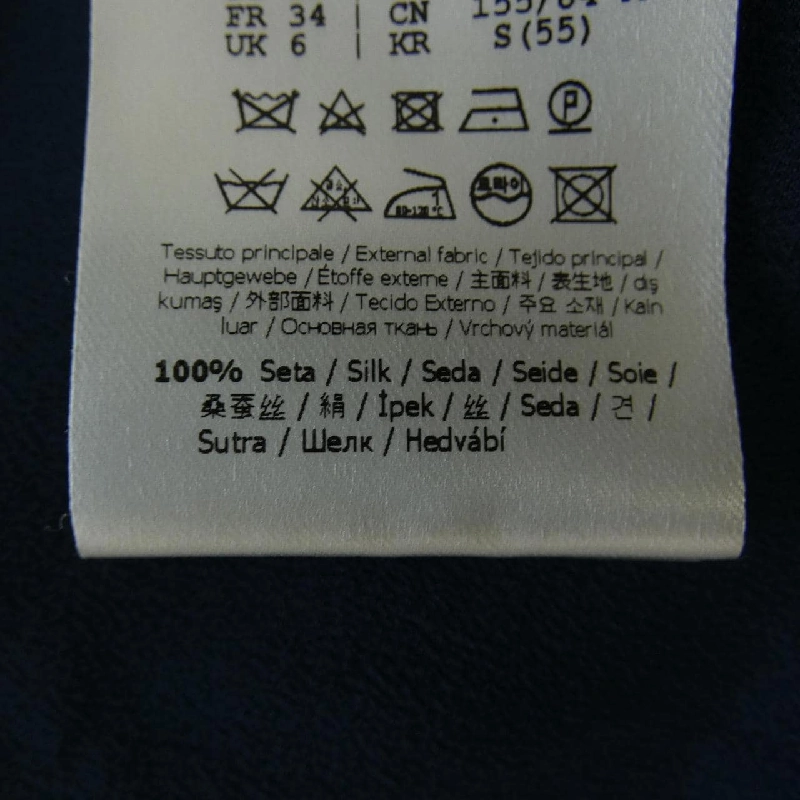 FR 34 | CN
UK 6 | KR S(55)
P
드라이
Tessuto principale / External fabric / Tejido principal /
Hauptgewebe / Étoffe externe / 主面料 / 表生地 / dış
kumaş / 外部面料 / Tecido Externo / 주요 소재 / Kain
luar / Основная ткань / Vrchový materiál
100% Seta / Silk / Seda / Seide / Soie /
桑蚕丝 / 絹 / İpek / 丝 / Seda / 견 /
Sutra / Шелк / Hedvábí